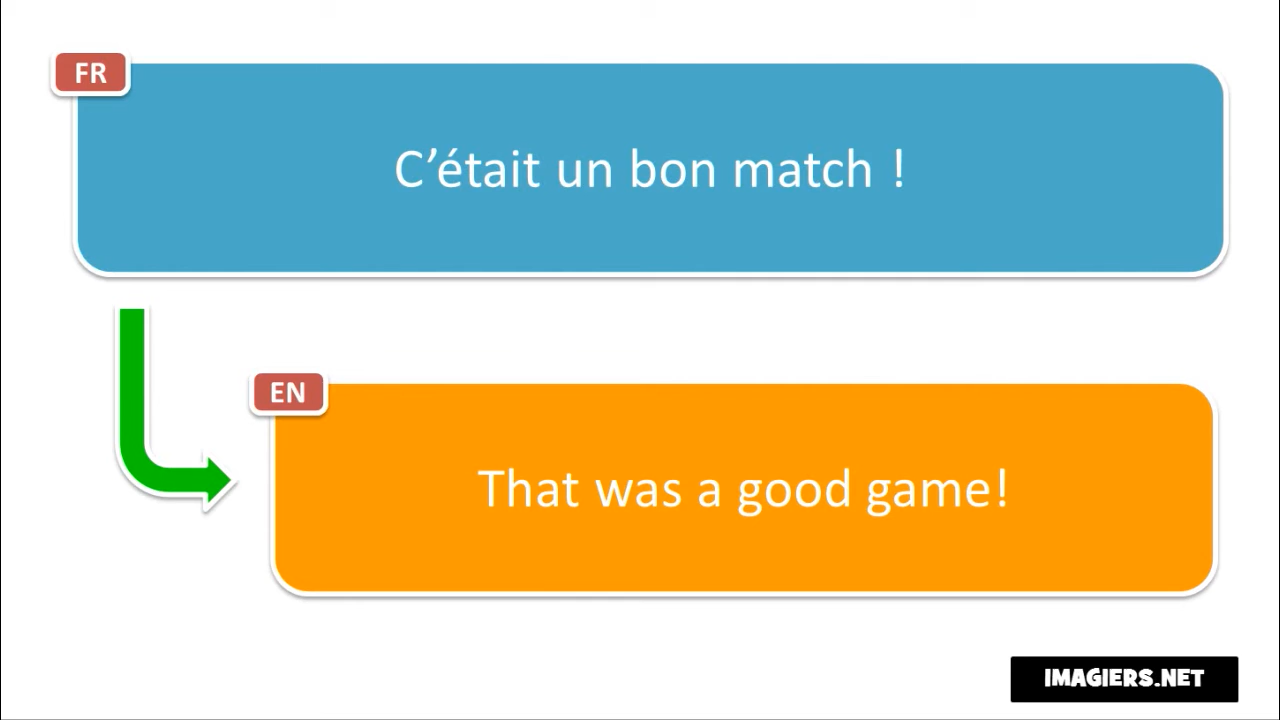 FR
C’était un bon match !
EN
That was a good game!
IMAGIERS.NET